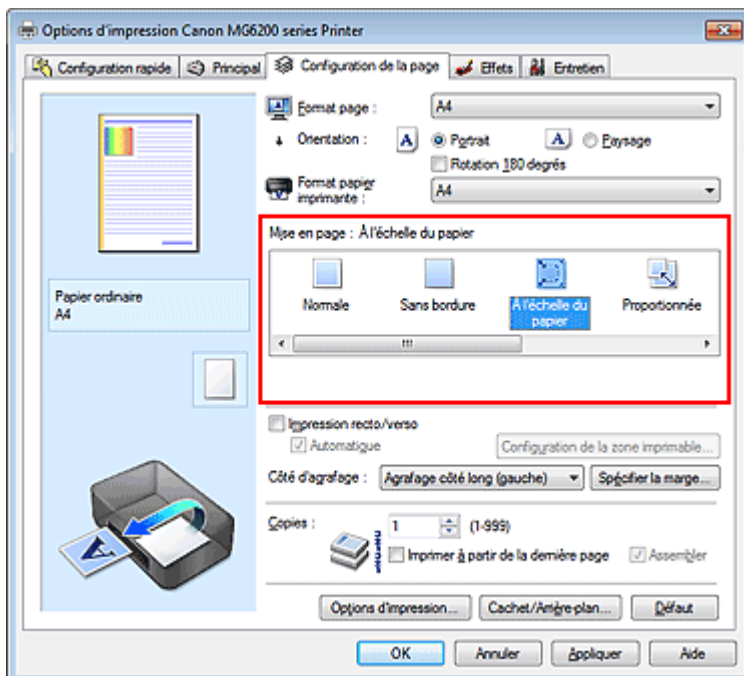 Options d'impression Canon MG6200 series Printer
Configuration rapide
Principal
Configuration de la page
Effets
Entretien
Format page :
A4
Orientation :
A
Portrait
A
Paysage
Rotation 180 degrés
Format papier
imprimante :
A4
Mise en page : À l'échelle du papier
Normale
Sans bordure
À l'échelle du
papier
Proportionnée
Papier ordinaire
A4
Impression recto/verso
Automatique
Configuration de la zone imprimable...
Côté d'agrafage :
Agrafage côté long (gauche)
Spécifier la marge...
Copies :
1
(1-999)
Imprimer à partir de la dernière page
Assembler
A
Options d'impression...
Cachet/Arrière-plan...
Défaut
OK
Annuler
Appliquer
Aide